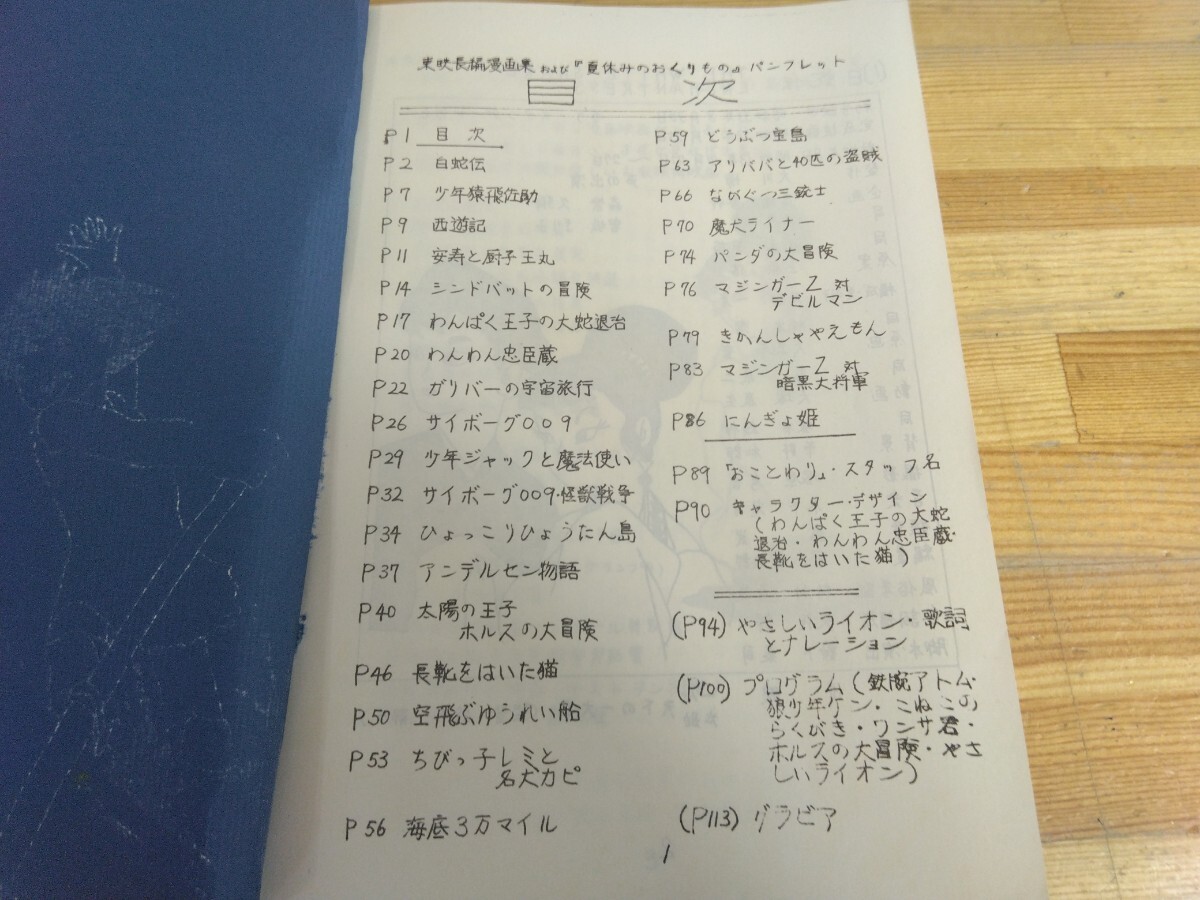 東映長編漫画集および『夏休みのおくりもの』パンフレット
目次
P1 目次
P2 白蛇伝
P7 少年猿飛佐助
P9 西遊記
P11 安寿と厨子王丸
P14 シンドバットの冒険
P17 わんぱく王子の大蛇退治
P20 わんわん忠臣蔵
P22 ガリバーの宇宙旅行
P26 サイボーグ009
P29 少年ジャックと魔法使い
P32 サイボーグ009・怪獣戦争
P34 ひょっこりひょうたん島
P37 アンデルセン物語
P40 太陽の王子
ホルスの大冒険
P46 長靴をはいた猫
P50 空飛ぶゆうれい船
P53 ちびっ子レミと
名犬カピ
P56 海底3万マイル
P59 どうぶつ宝島
P63 アリババと40匹の盗賊
P66 ながぐつ三銃士
P70 魔犬ライナー
P74 パンダの大冒険
P76 マジンガーZ 対
デビルマン
P79 きかんしゃやえもん
P83 マジンガーZ 対
暗黒大将軍
P86 にんぎょ姫
P89 「おことわり」・スタッフ名
P90 キャラクター・デザイン
(わんぱく王子の大蛇
退治・わんわん忠臣蔵・
長靴をはいた猫)
(P94) やさしいライオン・歌詞
とナレーション
(P100) プログラム(鉄腕アトム・
狼少年ケン・こねこの
らくがき・ワンサ君・
ホルスの大冒険・やさ
しいライオン)
(P113) グラビア
1